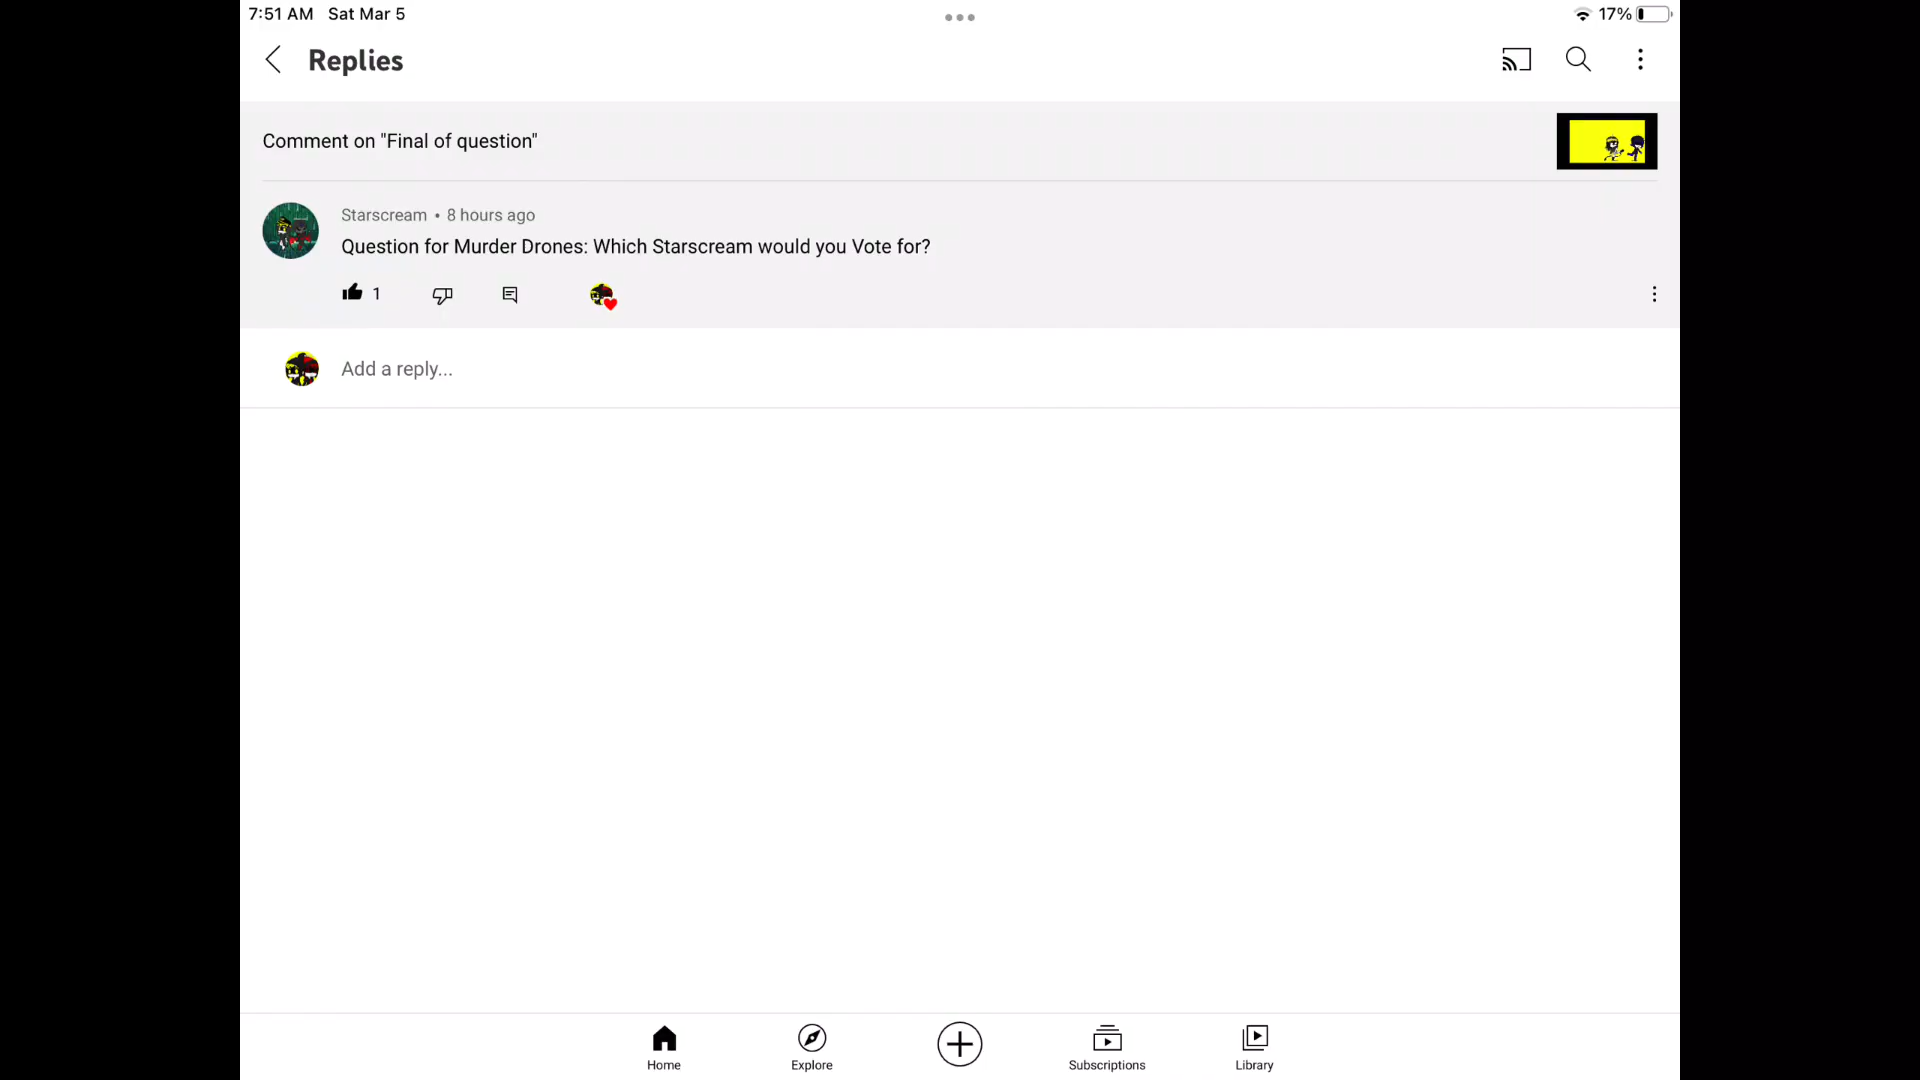 7:51 AM Sat Mar 5
17%
Replies
Comment on "Final of question"
Starscream • 8 hours ago
Question for Murder Drones: Which Starscream would you Vote for?
1
Add a reply...
Home
Explore
Subscriptions
Library